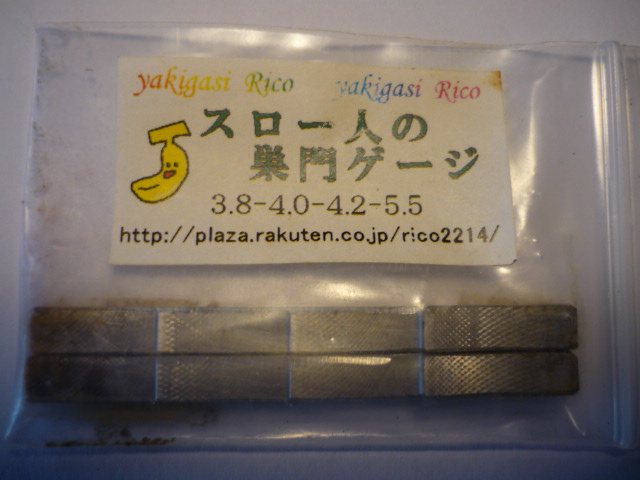 yakigasi Rico yakigasi Rico
スロー人の
巣門ゲージ
3.8-4.0-4.2-5.5
http://plaza.rakuten.co.jp/rico2214/